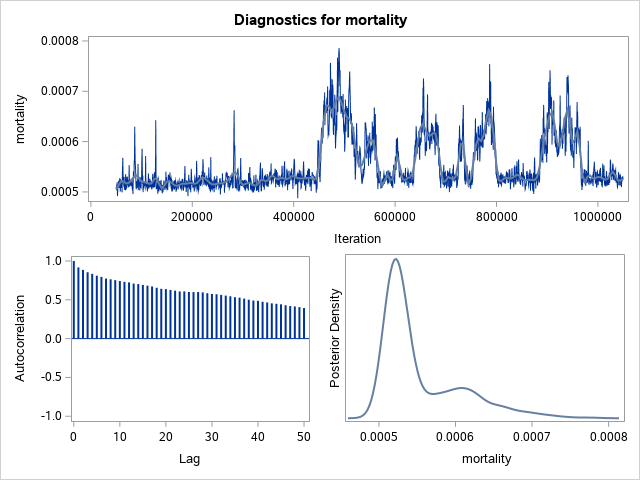 Diagnostics for mortality
0.0008
0.0007
0.0006
0.0005
mortality
0 200000 400000 600000 800000 1000000
Iteration
1.0
0.5
0.0
-0.5
-1.0
Autocorrelation
0 10 20 30 40 50
Lag
Posterior Density
0.0005 0.0006 0.0007 0.0008
mortality